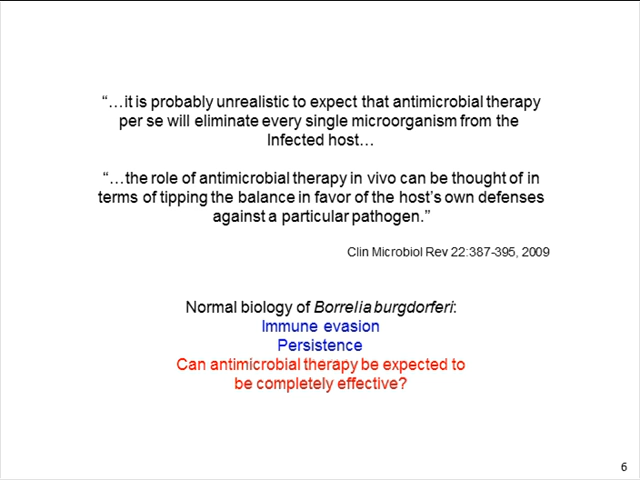 “…it is probably unrealistic to expect that antimicrobial therapy
per se will eliminate every single microorganism from the
Infected host…
“…the role of antimicrobial therapy in vivo can be thought of in
terms of tipping the balance in favor of the host’s own defenses
against a particular pathogen.”
Clin Microbiol Rev 22:387-395, 2009
Normal biology of Borrelia burgdorferi:
Immune evasion
Persistence
Can antimicrobial therapy be expected to
be completely effective?
6